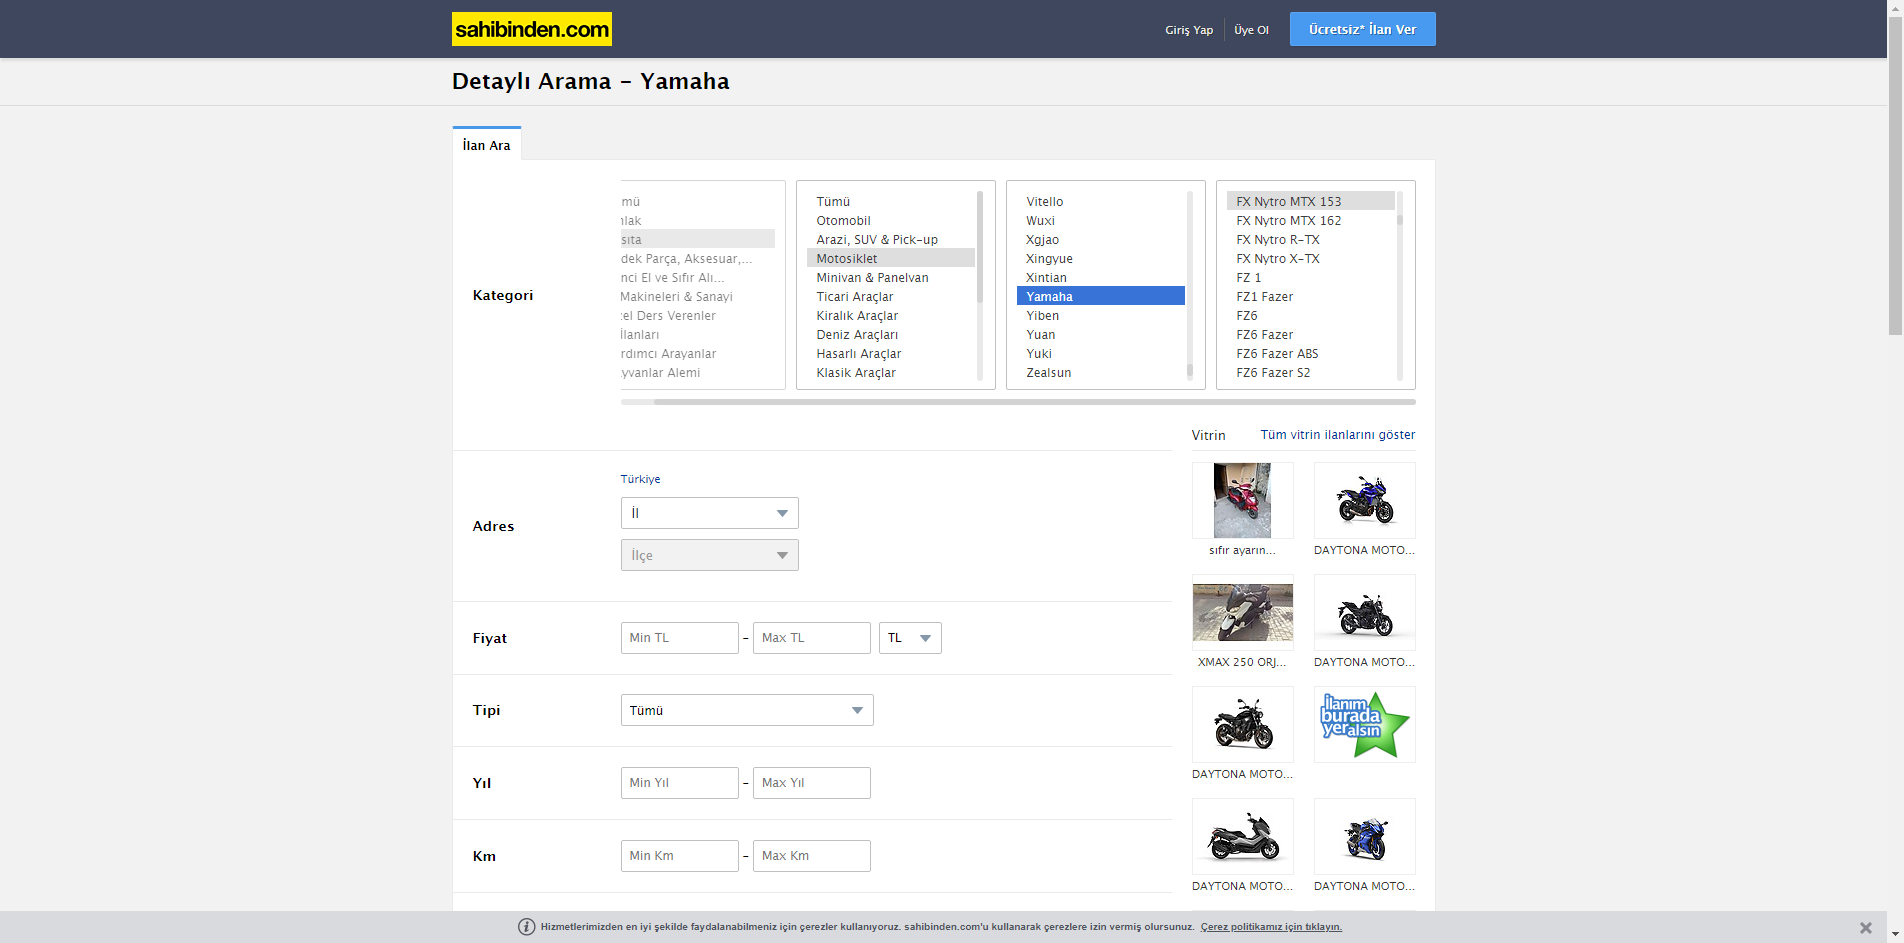 sahibinden.com
Giriş Yap
Üye Ol
Ücretsiz* İlan Ver
Detaylı Arama - Yamaha
İlan Ara
Kategori
mü
nlak
sıta
dek Parça, Aksesuar,...
nci El ve Sıfır Alı...
Makineleri & Sanayi
el Ders Verenler
İlanları
rdımcı Arayanlar
yvanlar Alemi
Tümü
Otomobil
Arazi, SUV & Pick-up
Motosiklet
Minivan & Panelvan
Ticari Araçlar
Kiralık Araçlar
Deniz Araçları
Hasarlı Araçlar
Klasik Araçlar
Vitello
Wuxi
Xgjao
Xingyue
Xintian
Yamaha
Yiben
Yuan
Yuki
Zealsun
FX Nytro MTX 153
FX Nytro MTX 162
FX Nytro R-TX
FX Nytro X-TX
FZ 1
FZ1 Fazer
FZ6
FZ6 Fazer
FZ6 Fazer ABS
FZ6 Fazer S2
Vitrin
Tüm vitrin ilanlarını göster
Adres
Türkiye
İl
İlçe
sıfır ayarın...
DAYTONA MOTO...
Fiyat
Min TL - Max TL
TL
XMAX 250 ORJ...
DAYTONA MOTO...
Tipi
Tümü
ilanım
burada
yeralsın
DAYTONA MOTO...
Yıl
Min Yıl - Max Yıl
Km
Min Km - Max Km
DAYTONA MOTO...
DAYTONA MOTO...
Hizmetlerimizden en iyi şekilde faydalanabilmeniz için çerezler kullanıyoruz. sahibinden.com'u kullanarak çerezlere izin vermiş olursunuz. Çerez politikamız için tıklayın.